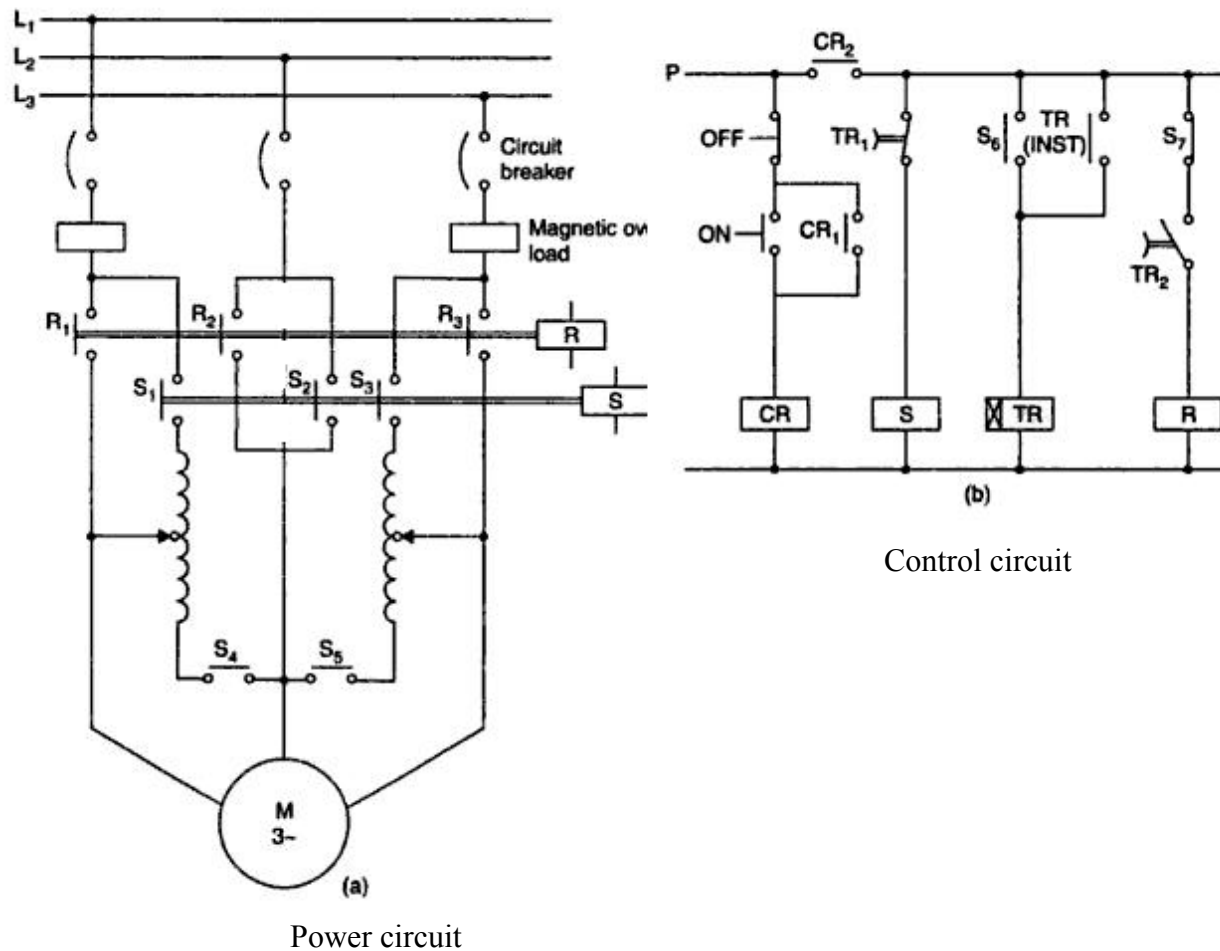 L1
L2
L3
Circuit
breaker
Magnetic ov
load
R1
R2
R3
R
S1
S2
S3
S
S4
S5
M
3~
(a)
Power circuit
P
CR2
OFF
TR1
S6
TR
(INST)
S7
ON
CR1
TR2
CR
S
TR
R
(b)
Control circuit